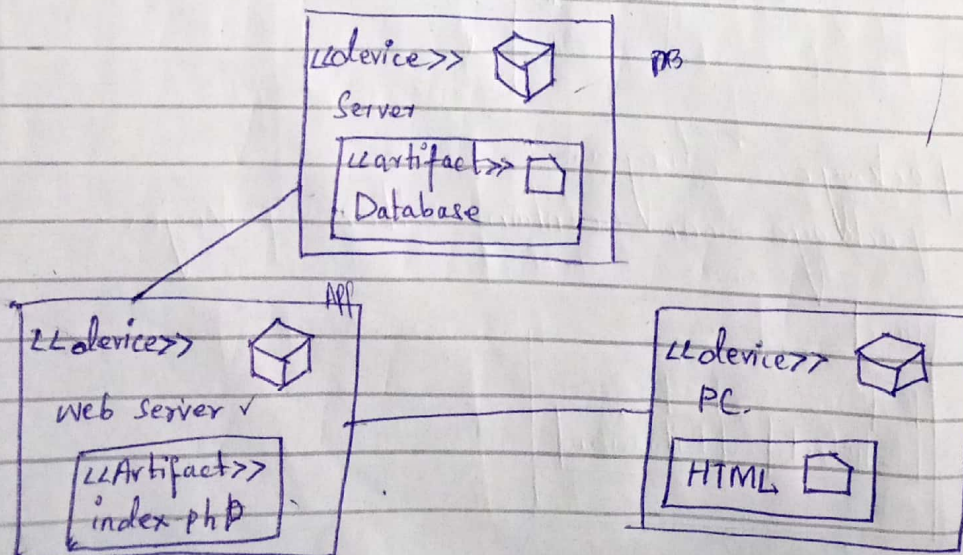 <<device>>
Server
<<artifact>>
Database
DB
APP
<<device>>
Web Server ✓
<<Artifact>>
index.php
<<device>>
PC.
HTML